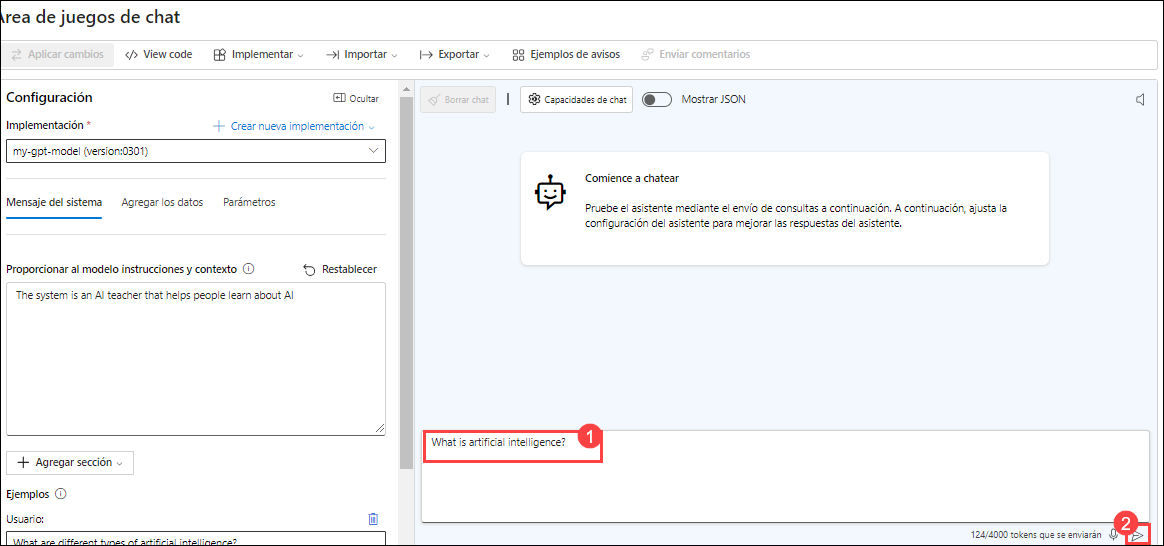 Área de juegos de chat
Aplicar cambios
View code
Implementar
Importar
Exportar
Ejemplos de avisos
Enviar comentarios
Configuración
Ocultar
Implementación *
Crear nueva implementación
my-gpt-model (version:0301)
Mensaje del sistema
Agregar los datos
Parámetros
Proporcionar al modelo instrucciones y contexto
Restablecer
The system is an AI teacher that helps people learn about AI
Agregar sección
Ejemplos
Usuario:
What are different types of artificial intelligence?
Borrar chat
Capacidades de chat
Mostrar JSON
Comience a chatear
Pruebe el asistente mediante el envío de consultas a continuación. A continuación, ajusta la
configuración del asistente para mejorar las respuestas del asistente.
What is artificial intelligence?
1
124/4000 tokens que se enviarán
2